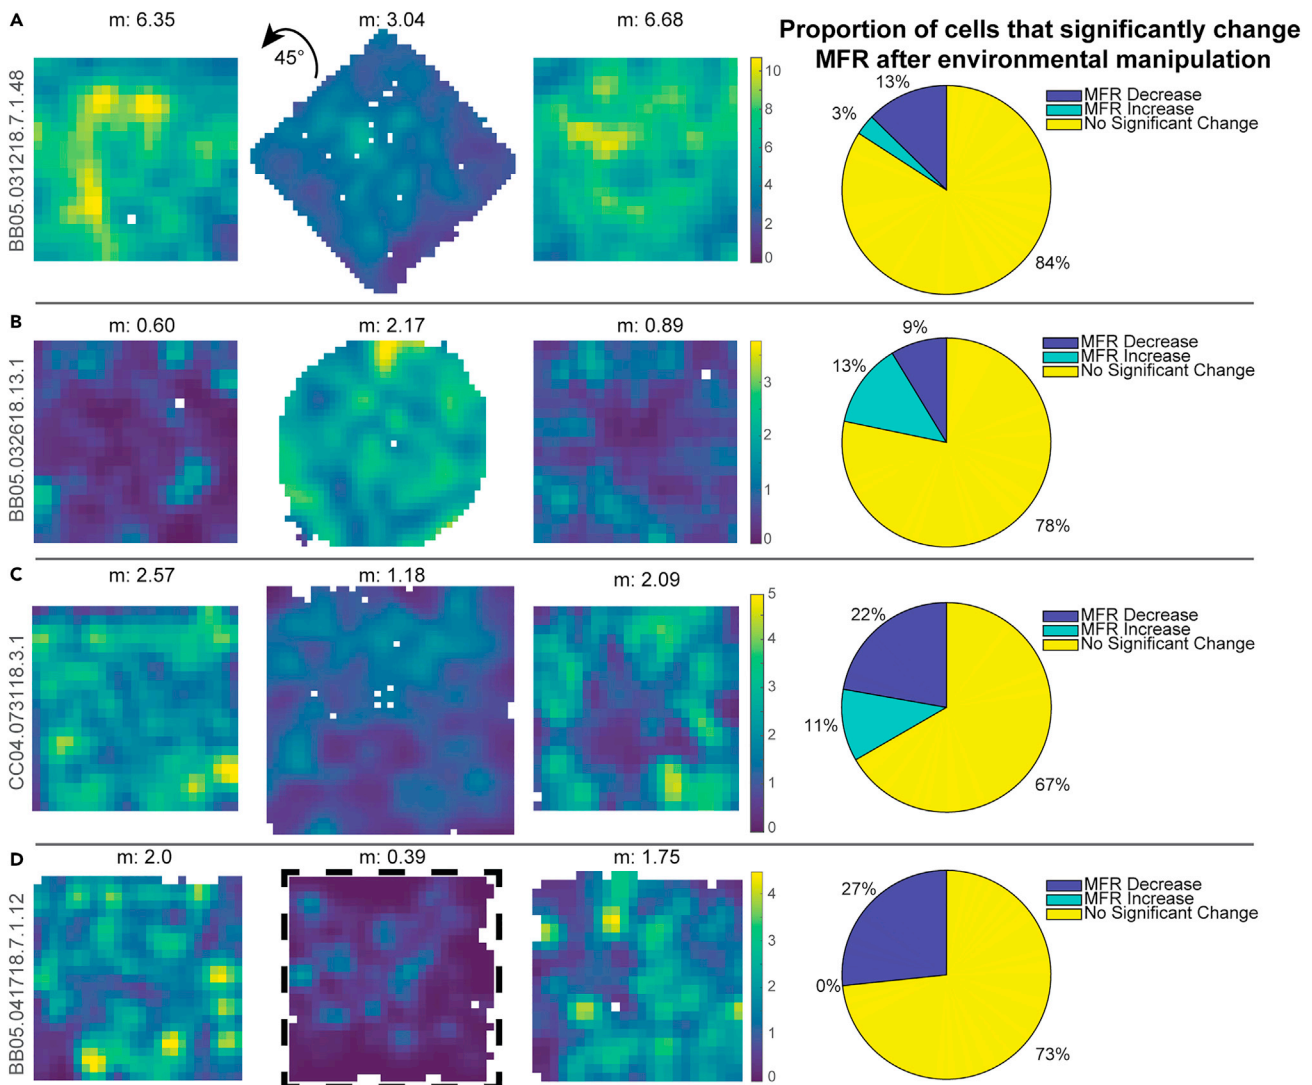 A
m: 6.35
m: 3.04
m: 6.68
Proportion of cells that significantly change
MFR after environmental manipulation
BB05.031218.7.1.48
45°
10
8
6
4
2
0
13%
3%
84%
MFR Decrease
MFR Increase
No Significant Change
B
m: 0.60
m: 2.17
m: 0.89
BB05.032618.13.1
3
2
1
0
9%
13%
78%
MFR Decrease
MFR Increase
No Significant Change
C
m: 2.57
m: 1.18
m: 2.09
CC04.073118.3.1
5
4
3
2
1
0
22%
11%
67%
MFR Decrease
MFR Increase
No Significant Change
D
m: 2.0
m: 0.39
m: 1.75
BB05.041718.7.1.12
4
3
2
1
0
27%
0%
73%
MFR Decrease
MFR Increase
No Significant Change